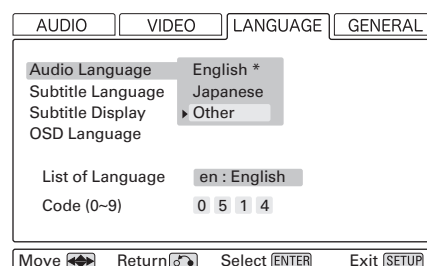 AUDIO VIDEO LANGUAGE GENERAL
Audio Language English *
Subtitle Language Japanese
Subtitle Display Other
OSD Language
List of Language en : English
Code (0~9) 0 5 1 4
Move Return Select ENTER Exit SETUP